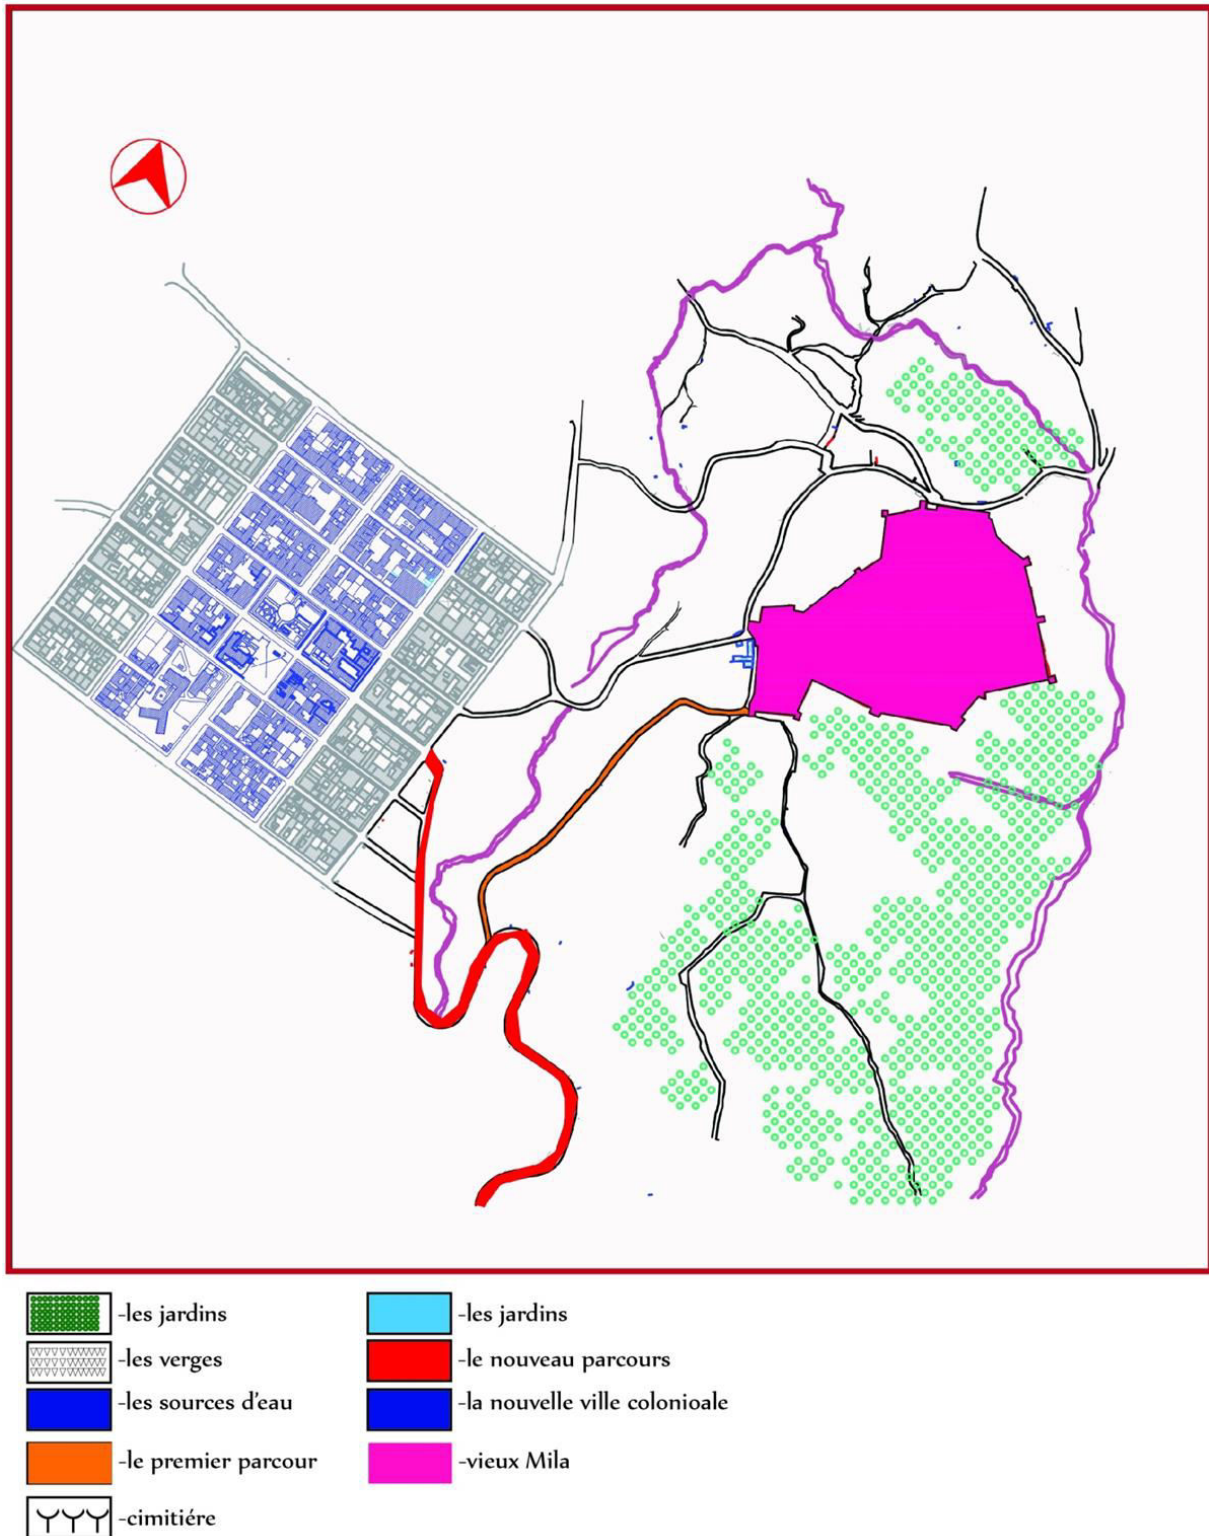 -les jardins
-les verges
-les sources d'eau
-le premier parcour
-cimitiére
-les jardins
-le nouveau parcours
-la nouvelle ville colonioale
-vieux Mila